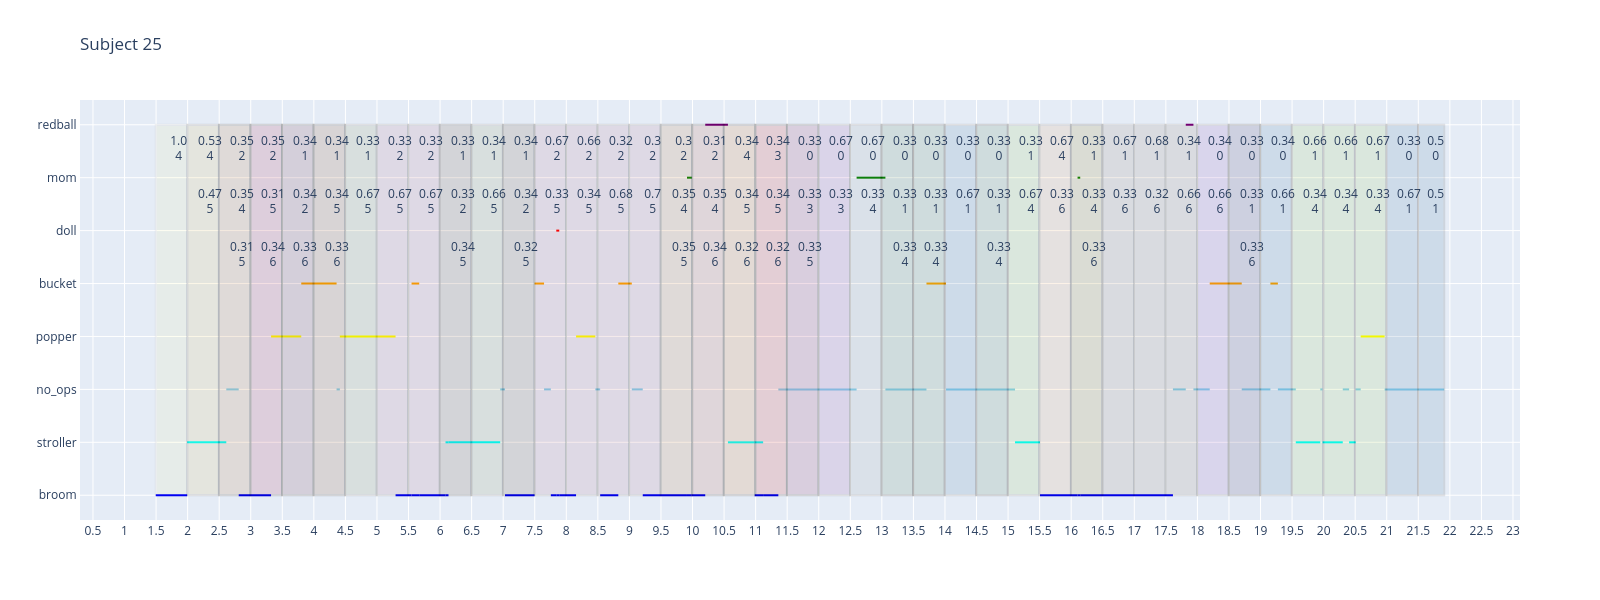 Subject 25
redball
1.0 0.53 0.35 0.35 0.34 0.34 0.33 0.33 0.33 0.33 0.34 0.34 0.67 0.66 0.32 0.3 0.3 0.31 0.34 0.34 0.33 0.67 0.67 0.33 0.33 0.33 0.33 0.33 0.67 0.33 0.67 0.68 0.34 0.34 0.33 0.34 0.66 0.66 0.67 0.33 0.5
4 4 2 2 1 1 1 2 2 1 1 1 2 2 2 2 2 2 4 3 0 0 0 0 0 0 0 1 4 1 1 1 1 0 0 0 1 1 1 0 0
mom
0.47 0.35 0.31 0.34 0.34 0.67 0.67 0.67 0.33 0.66 0.34 0.33 0.34 0.68 0.7 0.35 0.35 0.34 0.34 0.33 0.33 0.33 0.33 0.33 0.67 0.33 0.67 0.33 0.33 0.33 0.32 0.66 0.66 0.33 0.66 0.34 0.34 0.33 0.67 0.5
5 4 5 2 5 5 5 5 2 5 2 5 5 5 5 4 4 5 5 3 3 4 1 1 1 1 4 6 4 6 6 6 6 1 1 4 4 4 1 1
doll
0.31 0.34 0.33 0.33 0.34 0.32 0.35 0.34 0.32 0.32 0.33 0.33 0.33 0.33 0.33 0.33
5 6 6 6 5 5 5 6 6 6 5 4 4 4 6 6
bucket
popper
no_ops
stroller
broom
0.5 1 1.5 2 2.5 3 3.5 4 4.5 5 5.5 6 6.5 7 7.5 8 8.5 9 9.5 10 10.5 11 11.5 12 12.5 13 13.5 14 14.5 15 15.5 16 16.5 17 17.5 18 18.5 19 19.5 20 20.5 21 21.5 22 22.5 23